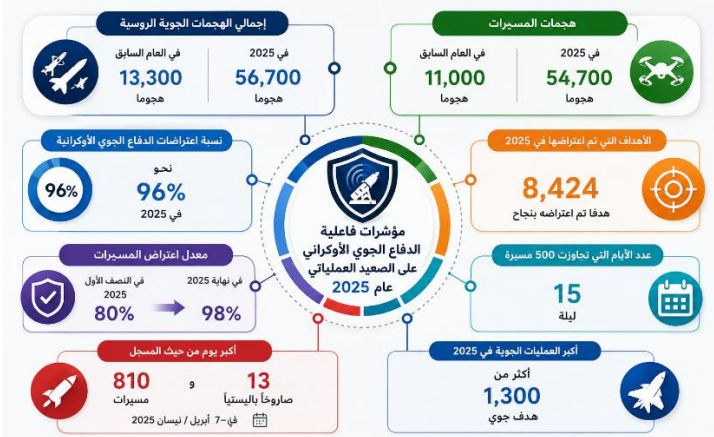 إجمالي الهجمات الجوية الروسية
في 2025
56,700
هجوما
في العام السابق
13,300
هجوما
هجمات المسيرات
في 2025
54,700
هجوما
في العام السابق
11,000
هجوما
نسبة اعتراضات الدفاع الجوي الأوكرانية
نحو
96%
في 2025
96%
الأهداف التي تم اعتراضها في 2025
8,424
هدفا تم اعتراضه بنجاح
مؤشرات فاعلية
الدفاع الجوي الأوكراني
على الصعيد العملياتي
عام 2025
معدل اعتراض المسيرات
في النصف الأول
2025
80%
في نهاية 2025
98%
عدد الأيام التي تجاوزت 500 مسيرة
15
ليلة
أكبر يوم من حيث المسجل
13
صاروخاً باليستياً
و
810
مسيرات
في 7– أبريل / نيسان 2025
أكبر العمليات الجوية في 2025
أكثر من
1,300
هدف جوي